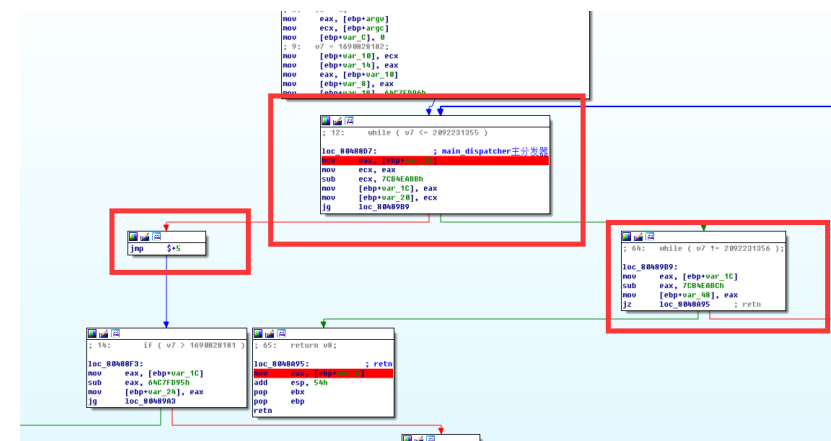 mov eax, [ebp+argv]
mov ecx, [ebp+argc]
mov [ebp+var_C], 0
; 9: v7 = 1690828182;
mov [ebp+var_10], ecx
mov [ebp+var_14], eax
mov eax, [ebp+var_10]
mov [ebp+var_8], eax
mov [ebp+var_18], 64C7FD96h
; 12: while ( v7 <= 2092231355 )
loc_80488D7: ; main_dispatcher主分发器
mov eax, [ebp+var_18]
mov ecx, eax
sub ecx, 7CB4EABBh
mov [ebp+var_1C], eax
mov [ebp+var_20], ecx
jg loc_80489B9
jmp $+5
; 64: while ( v7 != 2092231356 );
loc_80489B9:
mov eax, [ebp+var_1C]
sub eax, 7CB4EABCh
mov [ebp+var_48], eax
jz loc_8048A95 ; retn
; 14: if ( v7 > 1690828181 )
loc_80488F3:
mov eax, [ebp+var_1C]
sub eax, 64C7FD95h
mov [ebp+var_24], eax
jg loc_80489A3
; 65: return v8;
loc_8048A95: ; retn
mov eax,
add esp, 54h
pop ebx
pop ebp
retn